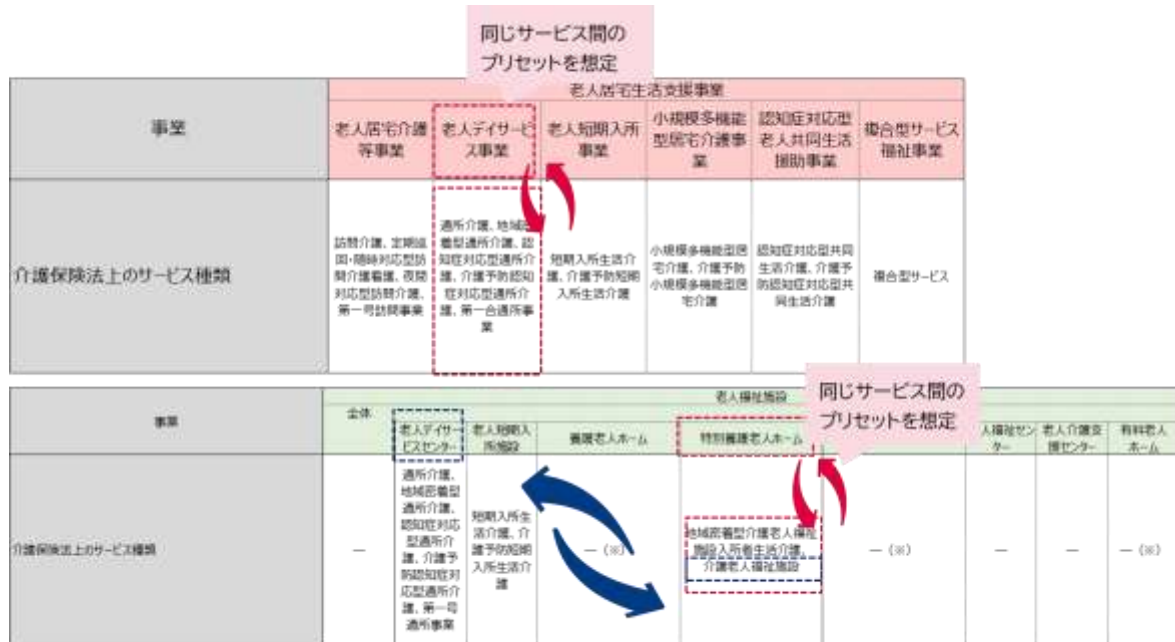 同じサービス間の
プリセットを想定
老人居宅生活支援事業
事業
老人居宅介護
等事業
老人デイサービ
ス事業
老人短期入所
事業
小規模多機能
型居宅介護事
業
認知症対応型
老人共同生活
援助事業
複合型サービス
福祉事業
介護保険法上のサービス種類
訪問介護、定期巡
回・随時対応型訪
問介護看護、夜間
対応型訪問介護、
第一号訪問事業
通所介護、地域密
着型通所介護、認
知症対応型通所介
護、介護予防認知
症対応型通所介
護、第一合通所事
業
短期入所生活介
護、介護予防短期
入所生活介護
小規模多機能型居
宅介護、介護予防
小規模多機能型居
宅介護
認知症対応型共同
生活介護、介護予
防認知症対応型共
同生活介護
複合型サービス
同じサービス間の
プリセットを想定
老人福祉施設
事業
全体
老人デイサー
ビスセンター
老人短期入
所施設
養護老人ホーム
特別養護老人ホーム
人福祉セン
ター
老人介護支
援センター
有料老人
ホーム
介護保険法上のサービス種類
―
通所介護、
地域密着型
通所介護、
認知症対応
型通所介
護、介護予
防認知症対
応型通所介
護、第一号
通所事業
短期入所生
活介護、介
護予防短期
入所生活介
護
― (※)
地域密着型介護老人福祉
施設入所者生活介護、
介護老人福祉施設
― (※)
―
―
― (※)